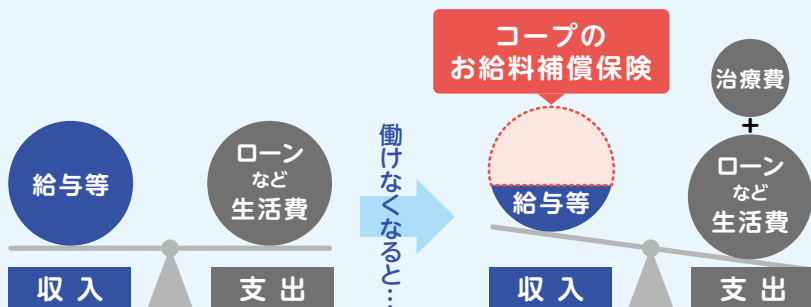 給与等
ローン
など
生活費
収入
支出
働けなくなると…
コープの
お給料補償保険
給与等
治療費
+
ローン
など
生活費
収入
支出